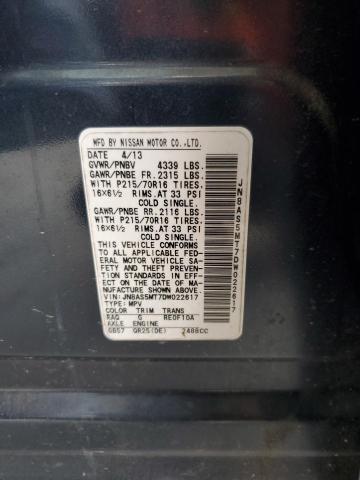 MFD BY NISSAN MOTOR CO.,LTD.
DATE 4/13
GVWR/PNBV 4339 LBS.
GAWR/PNBE FR.2315 LBS.
WITH P215/70R16 TIRES,
16X6½ RIMS,AT 33 PSI
COLD
GAWR/PNBE RR.2116 LBS.
WITH P215/70R16 TIRES,
16X6½ RIMS,AT 33 PSI
COLD
THIS VEHICLE CONFORMS
TO ALL APPLICABLE FED-
ERAL MOTOR VEHICLE SA-
FETY AND THEFT PREVEN-
TION STANDARDS IN EFF-
ECT ON THE DATE OF MA-
NUFACTURE SHOWN ABOVE.
VIN:JN8AS5MT7DW022617
TYPE: MPV
COLOR TRIM TRANS
RAQ G RE0F10A
AXLE ENGINE
GB57 QR25(DE) 2488CC
JN8AS5MT7DW022617